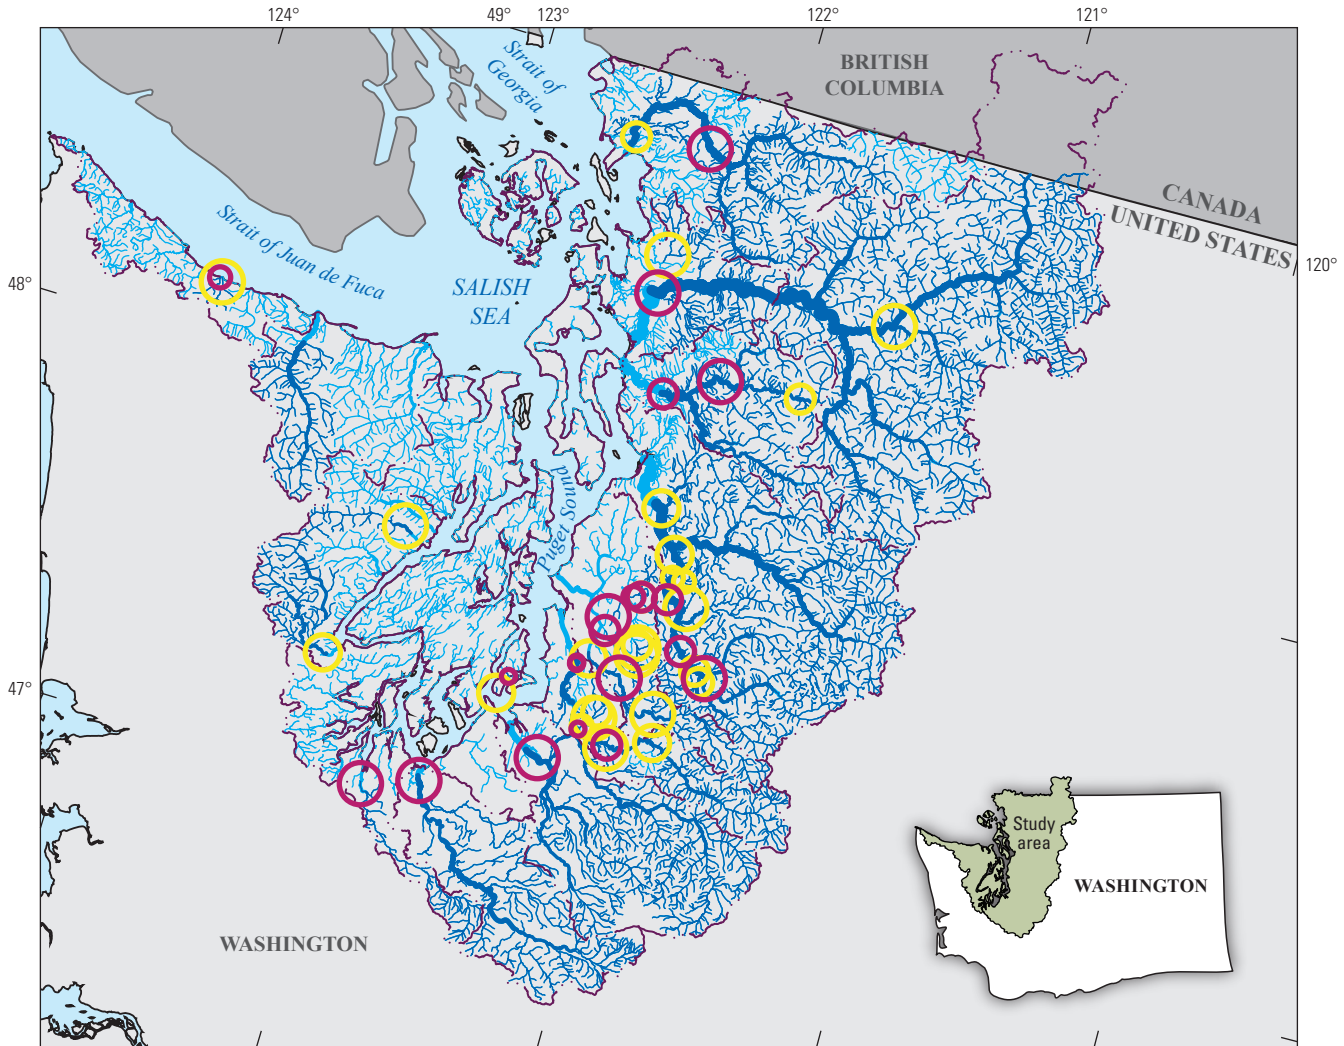 124°
49°
123°
122°
121°
Strait of
Georgia
BRITISH
COLUMBIA
CANADA
UNITED STATES
120°
Strait of Juan de Fuca
48°
SALISH
SEA
Puget Sound
47°
Study
area
WASHINGTON
WASHINGTON